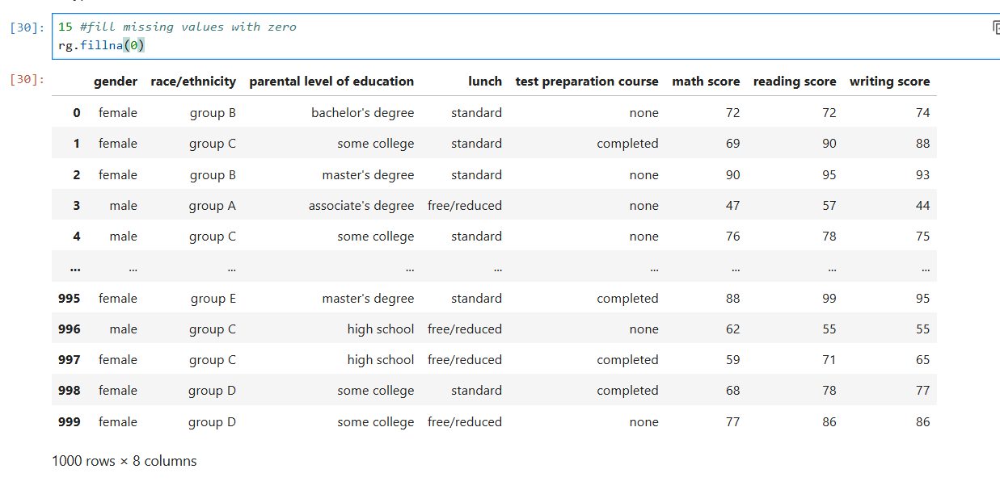 [30]: 15 #fill missing values with zero
rg.fillna(0)
[30]: gender race/ethnicity parental level of education lunch test preparation course math score reading score writing score
0 female group B bachelor's degree standard none 72 72 74
1 female group C some college standard completed 69 90 88
2 female group B master's degree standard none 90 95 93
3 male group A associate's degree free/reduced none 47 57 44
4 male group C some college standard none 76 78 75
... ... ... ... ... ... ... ... ...
995 female group E master's degree standard completed 88 99 95
996 male group C high school free/reduced none 62 55 55
997 female group C high school free/reduced completed 59 71 65
998 female group D some college standard completed 68 78 77
999 female group D some college free/reduced none 77 86 86
1000 rows × 8 columns